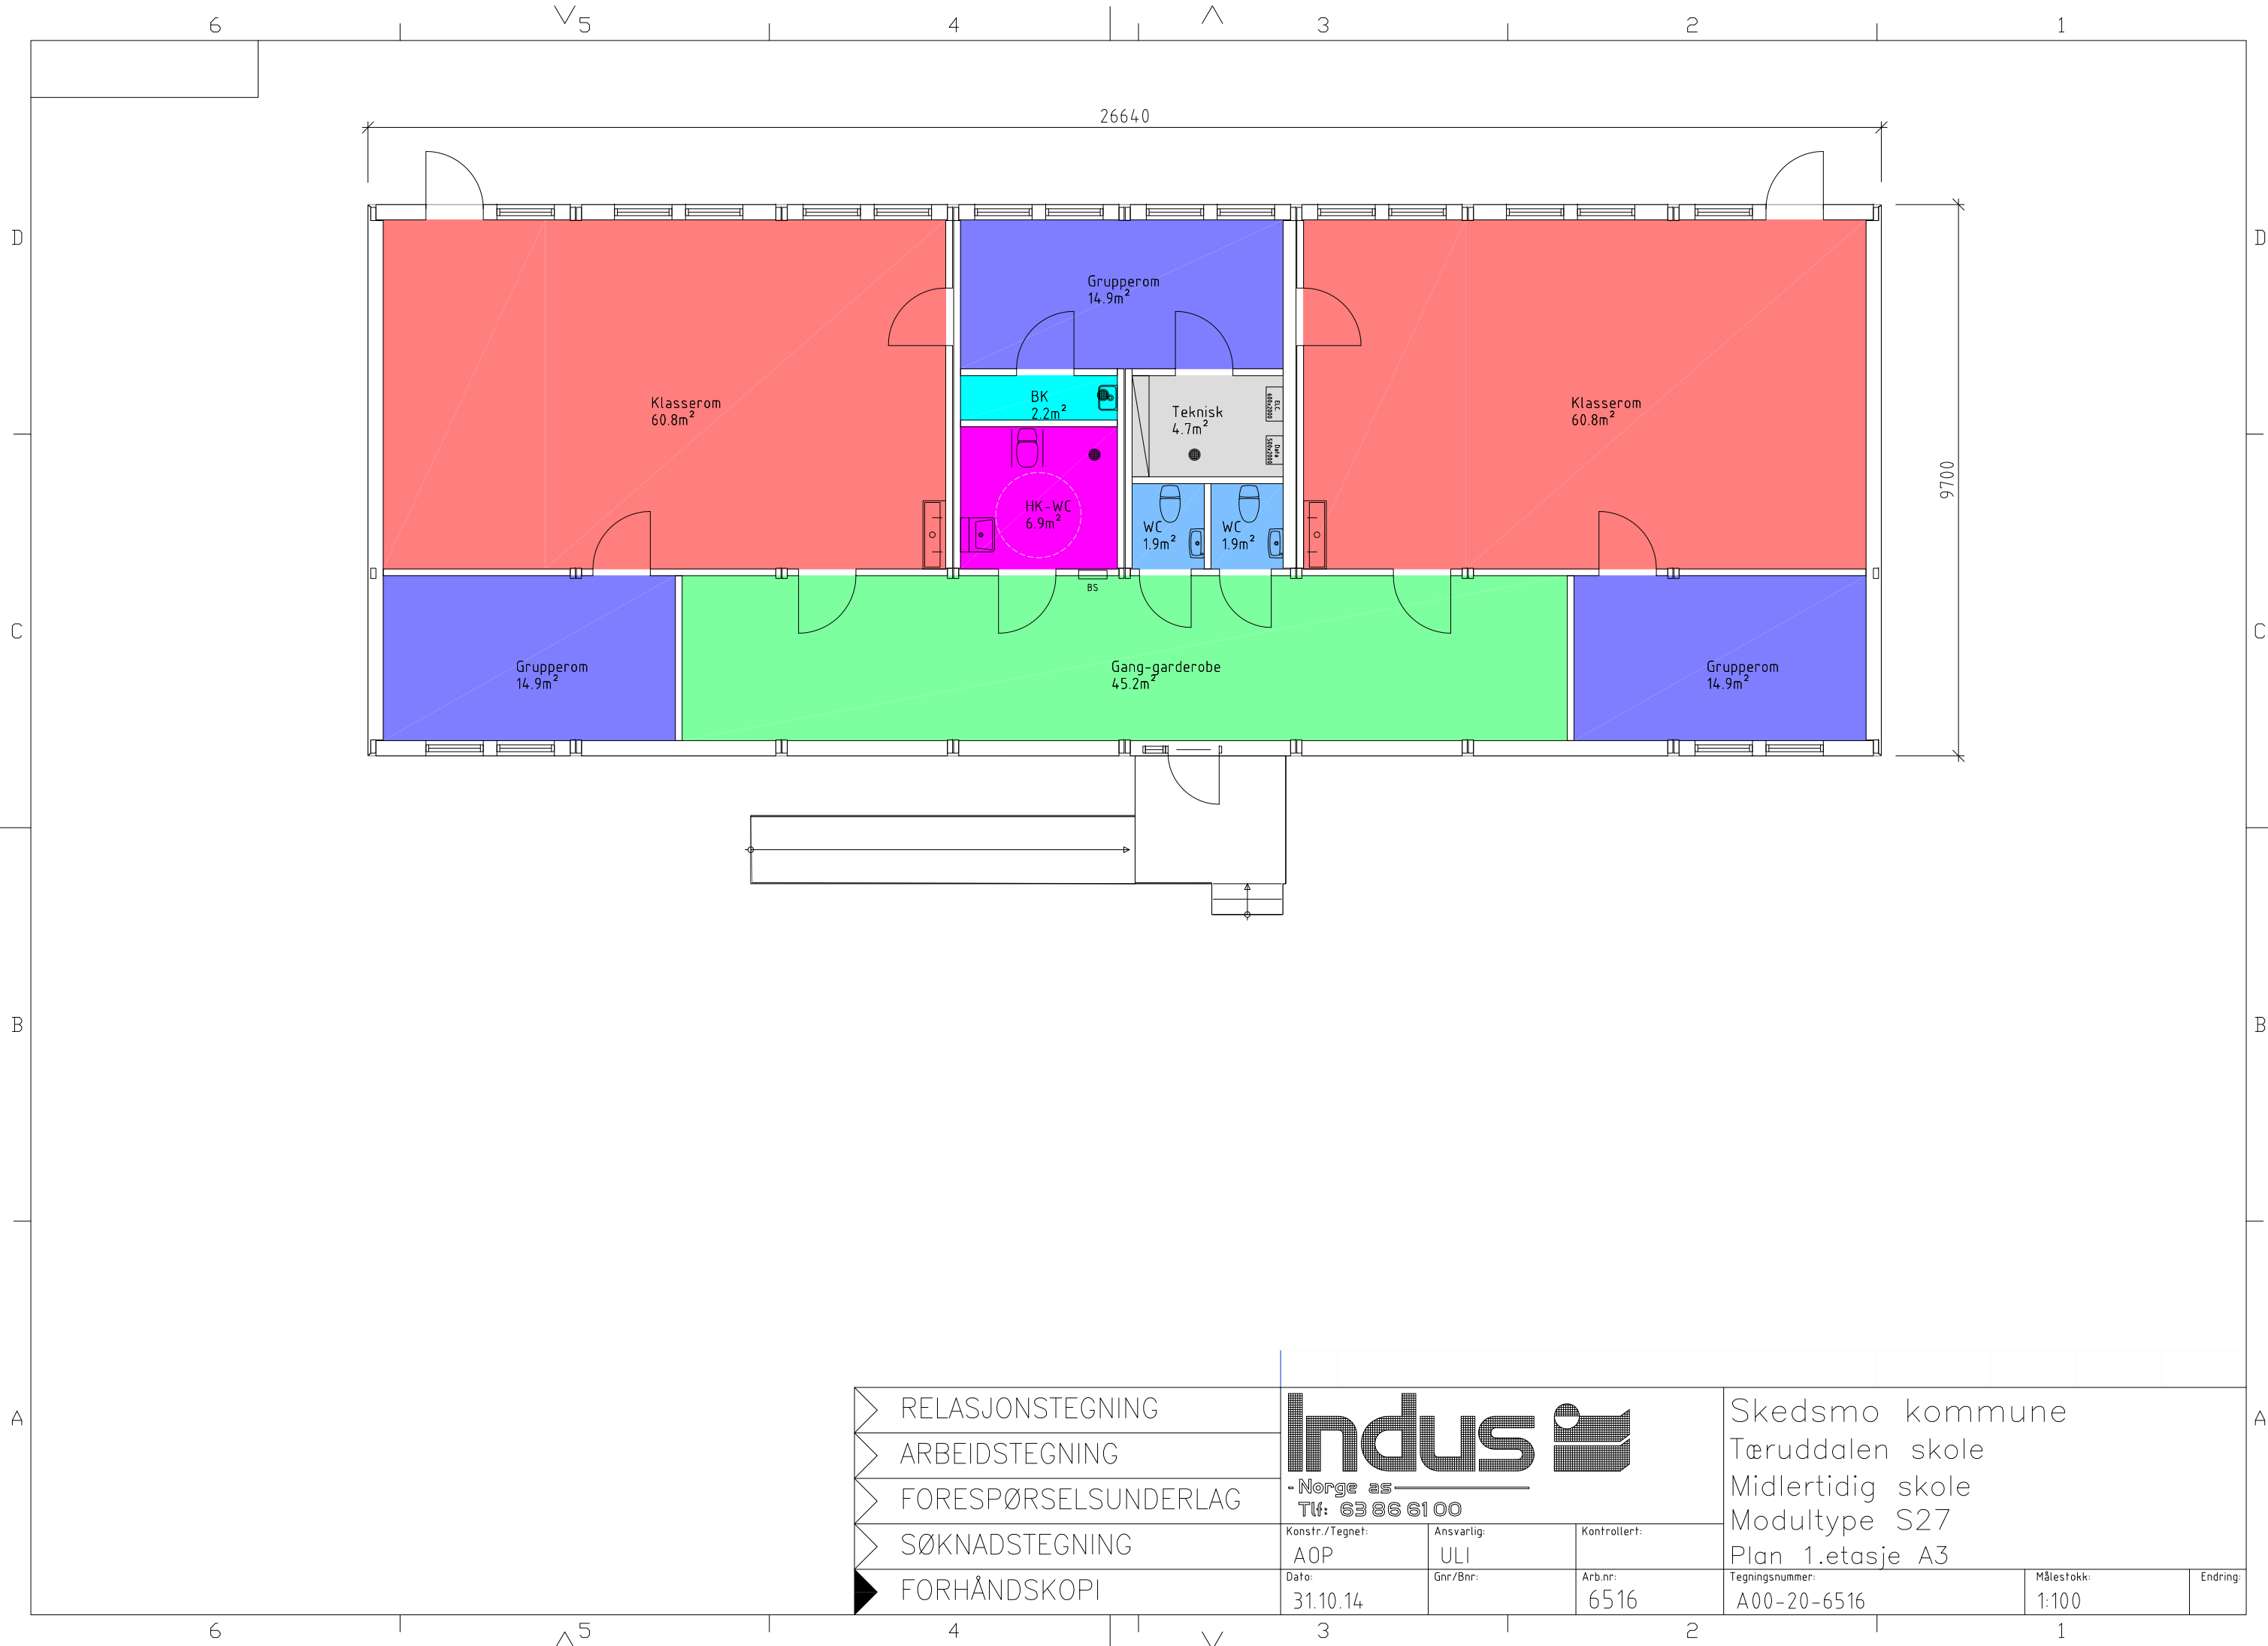 6 5 4 3 2 1
26640
D D
Grupperom
14.9m²
Klasserom
60.8m²
BK
2.2m²
Teknisk
4.7m²
ELC
600x2000
Data
500x2000
Klasserom
60.8m²
9700
HK-WC
6.9m²
WC
1.9m²
WC
1.9m²
BS
C C
Grupperom
14.9m²
Gang-garderobe
45.2m²
Grupperom
14.9m²
B B
A A
RELASJONSTEGNING
ARBEIDSTEGNING
FORESPØRSELSUNDERLAG
SØKNADSTEGNING
FORHÅNDSKOPI
Indus
- Norge as
Tlf: 63 86 61 00
Konstr./Tegnet:
AOP
Ansvarlig:
ULI
Kontrollert:
Dato:
31.10.14
Gnr/Bnr:
Arb.nr:
6516
Skedsmo kommune
Tæruddalen skole
Midlertidig skole
Modultype S27
Plan 1.etasje A3
Tegningsnummer:
A00-20-6516
Målestokk:
1:100
Endring:
6 5 4 3 2 1